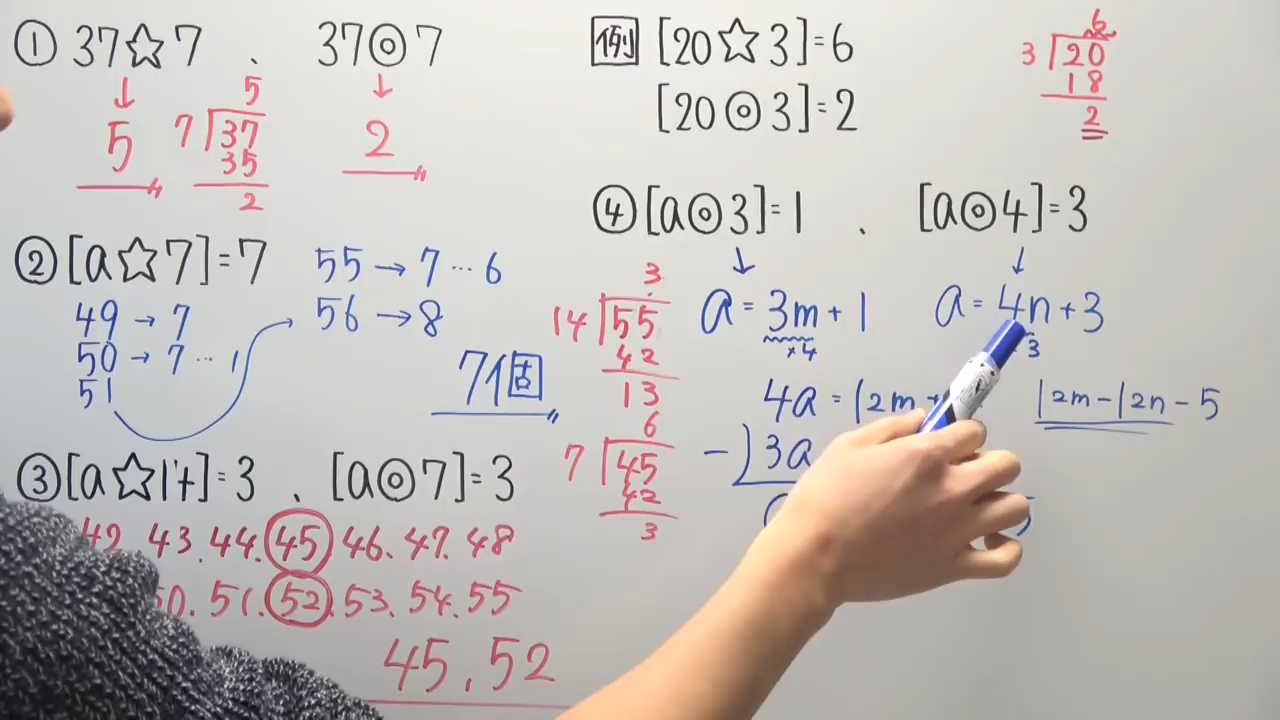 ① 37☆7 、 37◎7
↓ ↓
5 2
5
7)37
35
2
② [a☆7]=7
49→7
50→7…1
51
55→7…6
56→8
7個
③ [a☆14]=3 、 [a◎7]=3
42.43.44.45.46.47.48
50.51.52.53.54.55
45.52
例 [20☆3]=6
[20◎3]=2
6
3)20
18
2
④ [a◎3]=1 、 [a◎4]=3
↓ ↓
a=3m+1 a=4n+3
×4 3
4a=12m+
-)3a
12m-12n-5
3
14)55
42
13
6
7)45
42
3